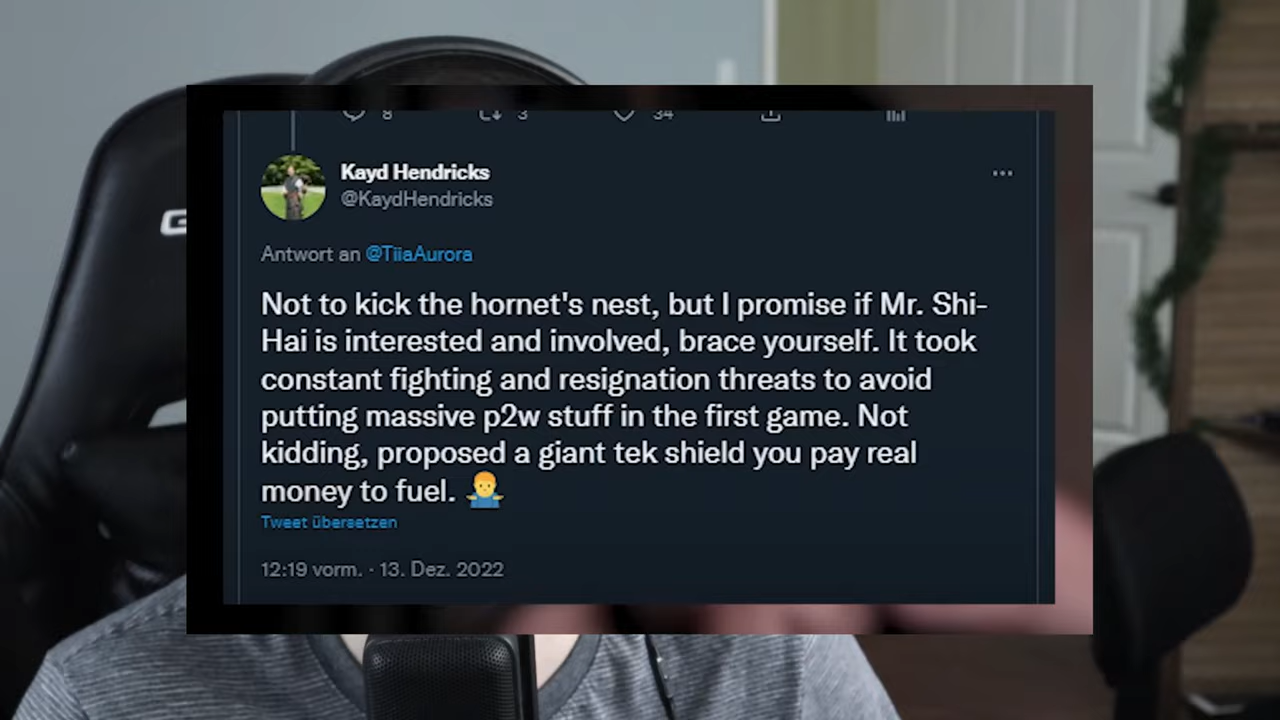 8 3 34
Kayd Hendricks
@KaydHendricks
Antwort an @TiiaAurora
Not to kick the hornet's nest, but I promise if Mr. Shi-
Hai is interested and involved, brace yourself. It took
constant fighting and resignation threats to avoid
putting massive p2w stuff in the first game. Not
kidding, proposed a giant tek shield you pay real
money to fuel. 🤷‍♂️
Tweet übersetzen
12:19 vorm. · 13. Dez. 2022